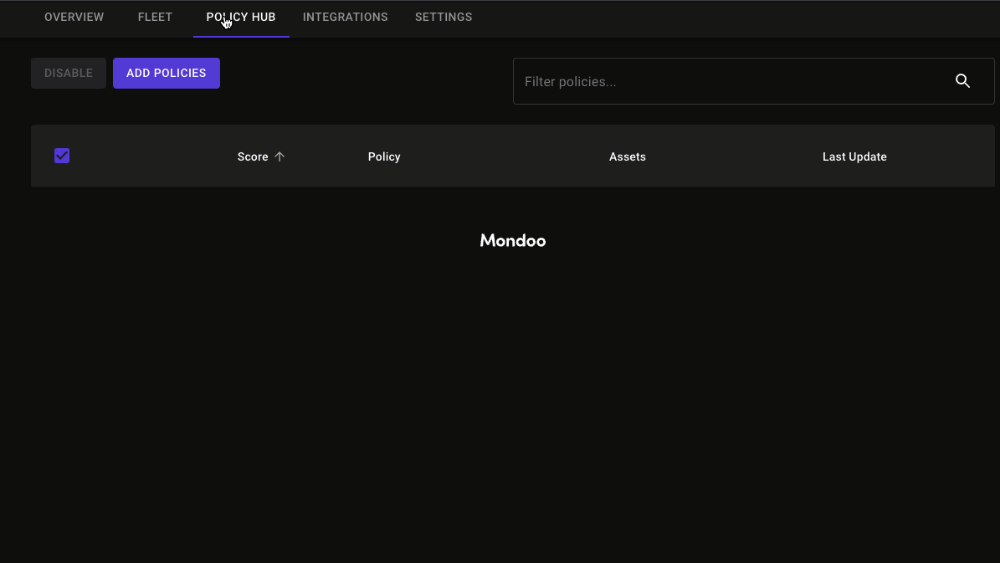 OVERVIEW FLEET POLICY HUB INTEGRATIONS SETTINGS
DISABLE ADD POLICIES Filter policies...
Score Policy Assets Last Update
Mondoo